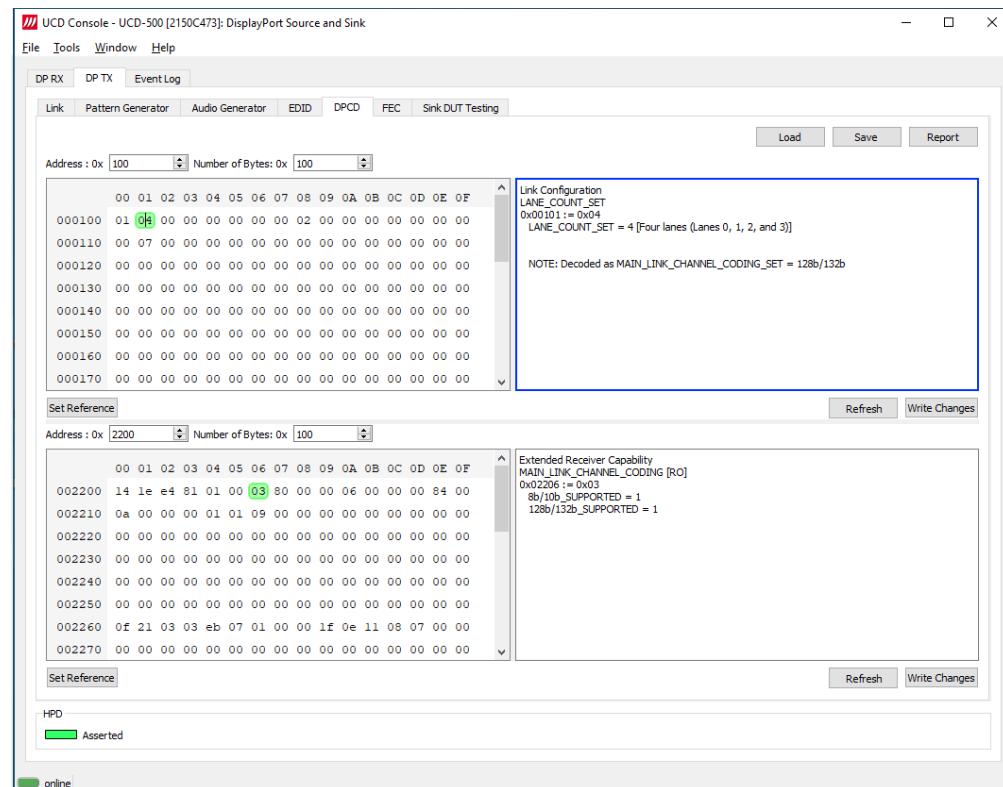 UCD Console - UCD-500 [2150C473]: DisplayPort Source and Sink
File Tools Window Help
DP RX DP TX Event Log
Link Pattern Generator Audio Generator EDID DPCD FEC Sink DUT Testing
Load Save Report
Address : 0x 100 Number of Bytes: 0x 100
00 01 02 03 04 05 06 07 08 09 0A 0B 0C 0D 0E 0F
000100 01 04 00 00 00 00 00 00 02 00 00 00 00 00 00 00
000110 00 07 00 00 00 00 00 00 00 00 00 00 00 00 00 00
000120 00 00 00 00 00 00 00 00 00 00 00 00 00 00 00 00
000130 00 00 00 00 00 00 00 00 00 00 00 00 00 00 00 00
000140 00 00 00 00 00 00 00 00 00 00 00 00 00 00 00 00
000150 00 00 00 00 00 00 00 00 00 00 00 00 00 00 00 00
000160 00 00 00 00 00 00 00 00 00 00 00 00 00 00 00 00
000170 00 00 00 00 00 00 00 00 00 00 00 00 00 00 00 00
Link Configuration
LANE_COUNT_SET
0x00101 := 0x04
LANE_COUNT_SET = 4 [Four lanes (Lanes 0, 1, 2, and 3)]
NOTE: Decoded as MAIN_LINK_CHANNEL_CODING_SET = 128b/132b
Set Reference Refresh Write Changes
Address : 0x 2200 Number of Bytes: 0x 100
00 01 02 03 04 05 06 07 08 09 0A 0B 0C 0D 0E 0F
002200 14 1e e4 81 01 00 03 80 00 00 06 00 00 00 84 00
002210 0a 00 00 00 01 01 09 00 00 00 00 00 00 00 00 00
002220 00 00 00 00 00 00 00 00 00 00 00 00 00 00 00 00
002230 00 00 00 00 00 00 00 00 00 00 00 00 00 00 00 00
002240 00 00 00 00 00 00 00 00 00 00 00 00 00 00 00 00
002250 00 00 00 00 00 00 00 00 00 00 00 00 00 00 00 00
002260 0f 21 03 03 eb 07 01 00 00 1f 0e 11 08 07 00 00
002270 00 00 00 00 00 00 00 00 00 00 00 00 00 00 00 00
Extended Receiver Capability
MAIN_LINK_CHANNEL_CODING [RO]
0x02206 := 0x03
8b/10b_SUPPORTED = 1
128b/132b_SUPPORTED = 1
Set Reference Refresh Write Changes
HPD
Asserted
online